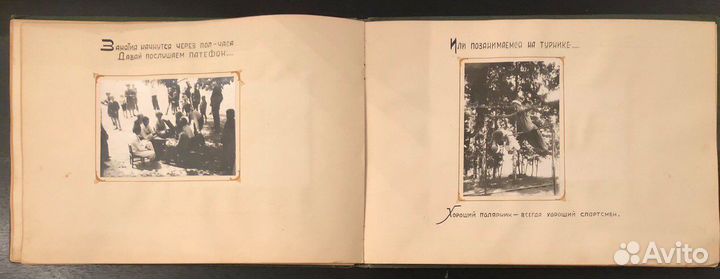 Занятия начнутся через пол-часа
Давай послушаем патефон...
Или позанимаемся на турнике...
Хороший полярник – всегда хороший спортсмен.
Avito